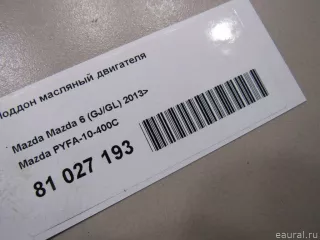 Поддон масляный двигателя
Mazda Mazda 6 (GJ/GL) 2013>
Mazda PYFA-10-400C
81 027 193
eaural.ru